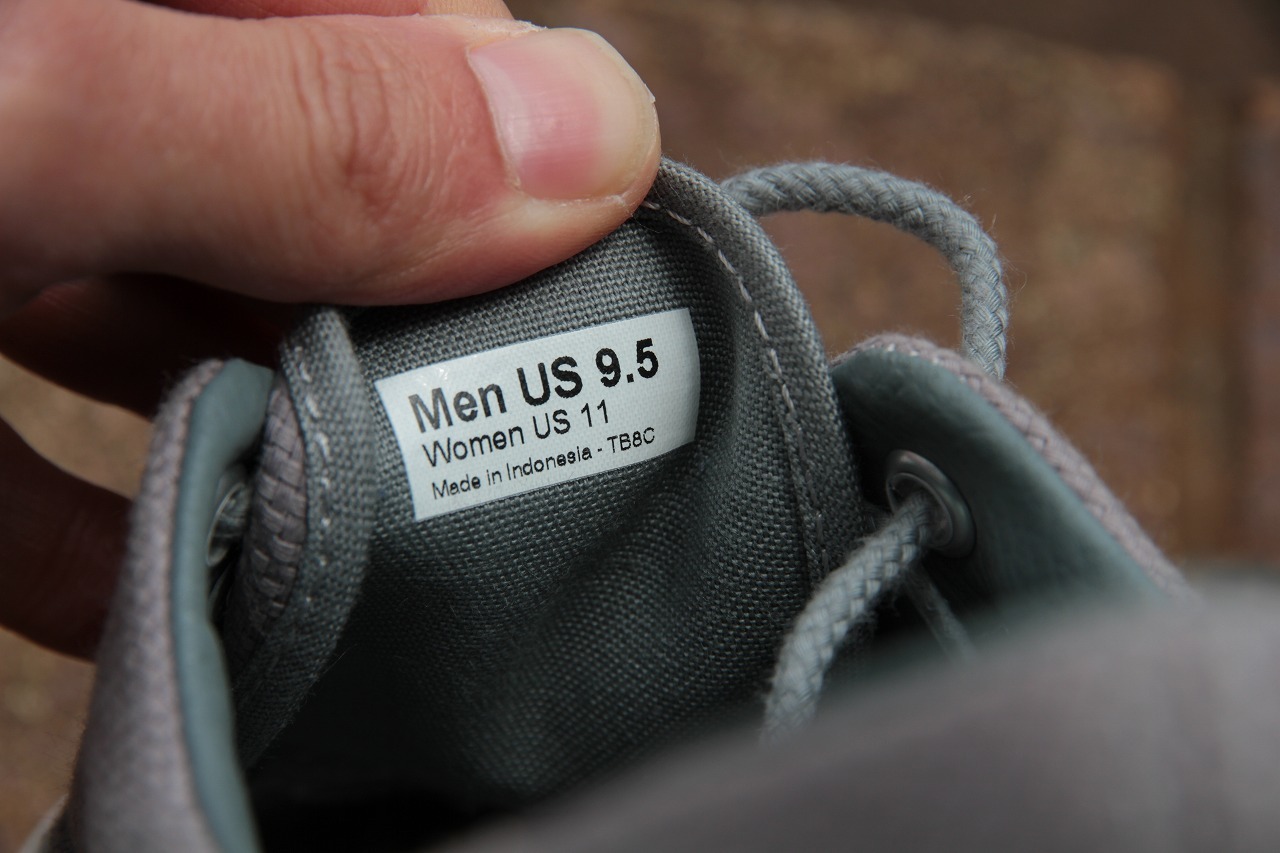 Men US 9.5
Women US 11
Made in Indonesia - TB8C